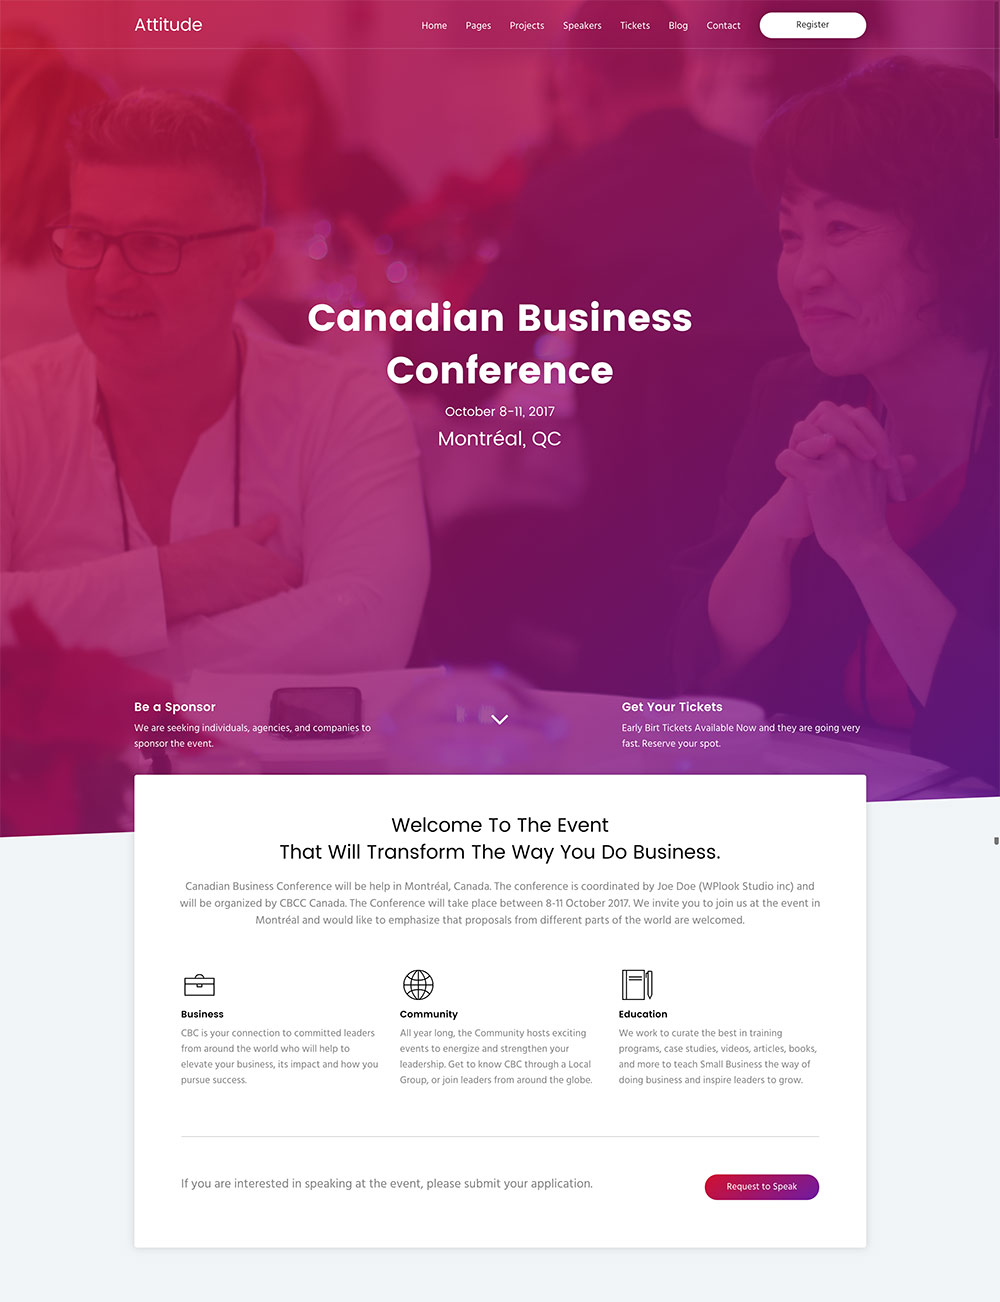 Attitude
Home Pages Projects Speakers Tickets Blog Contact Register
Canadian Business
Conference
October 8-11, 2017
Montréal, QC
Be a Sponsor
We are seeking individuals, agencies, and companies to
sponsor the event.
Get Your Tickets
Early Birt Tickets Available Now and they are going very
fast. Reserve your spot.
Welcome To The Event
That Will Transform The Way You Do Business.
Canadian Business Conference will be help in Montréal, Canada. The conference is coordinated by Joe Doe (WPlook Studio inc) and
will be organized by CBCC Canada. The Conference will take place between 8-11 October 2017. We invite you to join us at the event in
Montréal and would like to emphasize that proposals from different parts of the world are welcomed.
Business
CBC is your connection to committed leaders
from around the world who will help to
elevate your business, its impact and how you
pursue success.
Community
All year long, the Community hosts exciting
events to energize and strengthen your
leadership. Get to know CBC through a Local
Group, or join leaders from around the globe.
Education
We work to curate the best in training
programs, case studies, videos, articles, books,
and more to teach Small Business the way of
doing business and inspire leaders to grow.
If you are interested in speaking at the event, please submit your application.
Request to Speak